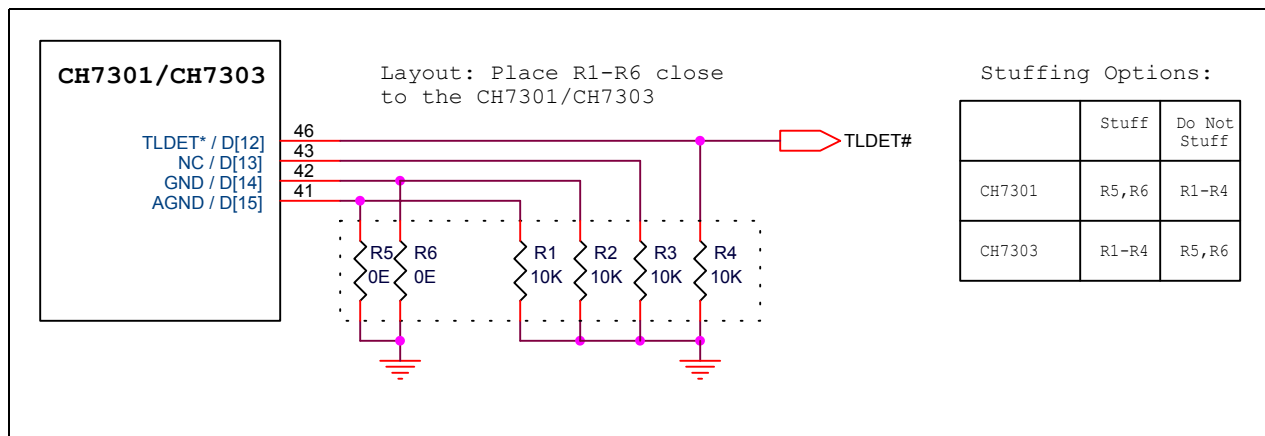 CH7301/CH7303
Layout: Place R1-R6 close
to the CH7301/CH7303
Stuffing Options:
Stuff
Do Not
Stuff
CH7301
R5,R6
R1-R4
CH7303
R1-R4
R5,R6
TLDET* / D[12]
46
NC / D[13]
43
GND / D[14]
42
AGND / D[15]
41
TLDET#
R5
0E
R6
0E
R1
10K
R2
10K
R3
10K
R4
10K